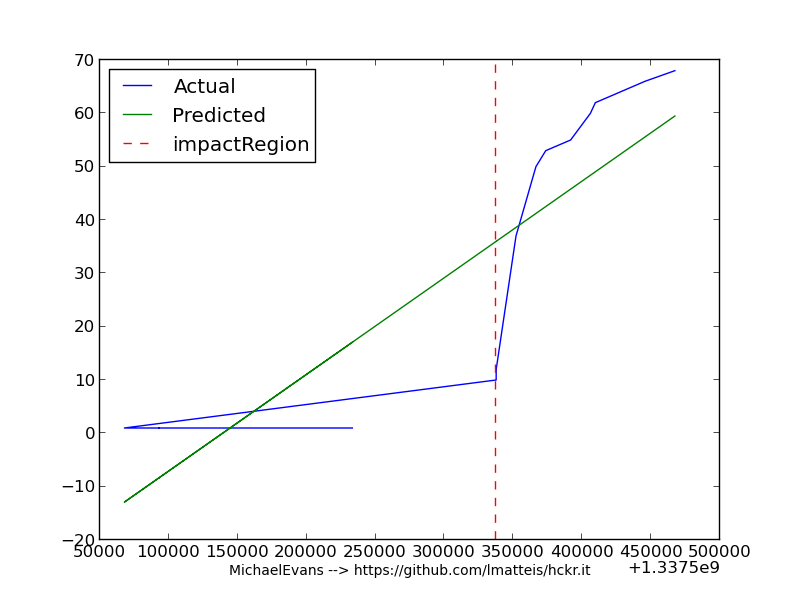 70
60
50
40
30
20
10
0
−10
−20
Actual
Predicted
impactRegion
50000 100000 150000 200000 250000 300000 350000 400000 450000 500000
+1.3375e9
MichaelEvans --> https://github.com/lmatteis/hckr.it